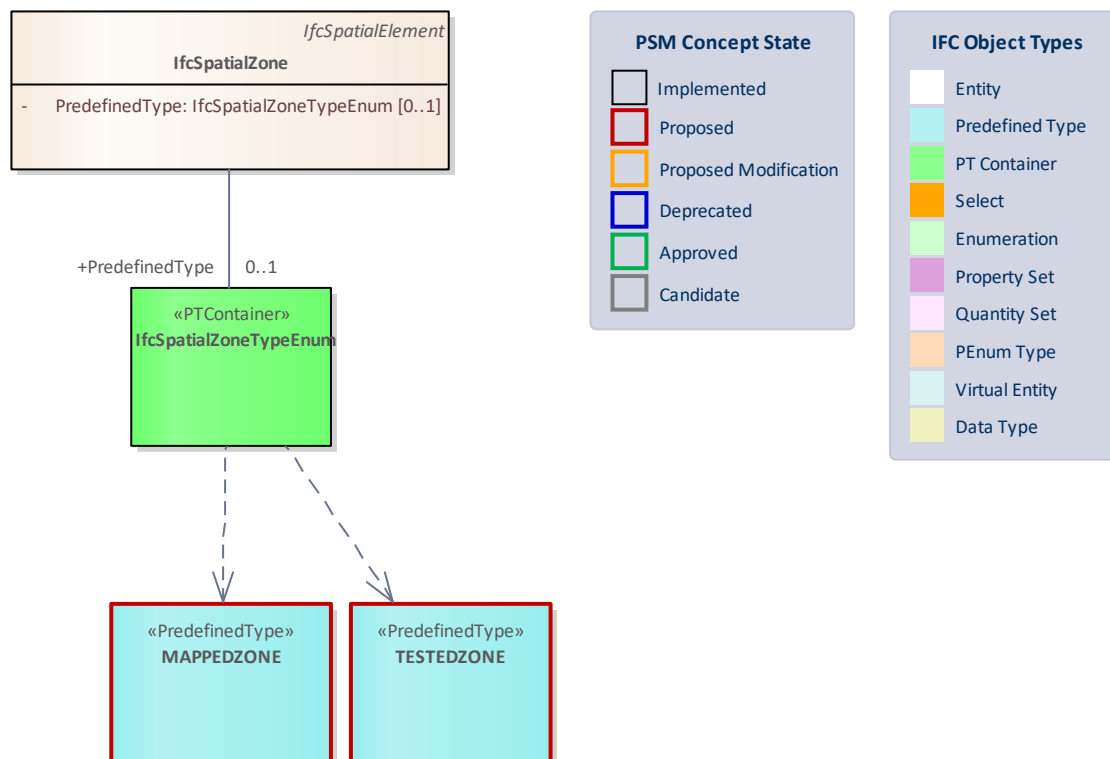 IfcSpatialElement
IfcSpatialZone
- PredefinedType: IfcSpatialZoneTypeEnum [0..1]
+PredefinedType 0..1
«PTContainer»
IfcSpatialZoneTypeEnum
«PredefinedType»
MAPPEDZONE
«PredefinedType»
TESTEDZONE
PSM Concept State
Implemented
Proposed
Proposed Modification
Deprecated
Approved
Candidate
IFC Object Types
Entity
Predefined Type
PT Container
Select
Enumeration
Property Set
Quantity Set
PEnum Type
Virtual Entity
Data Type